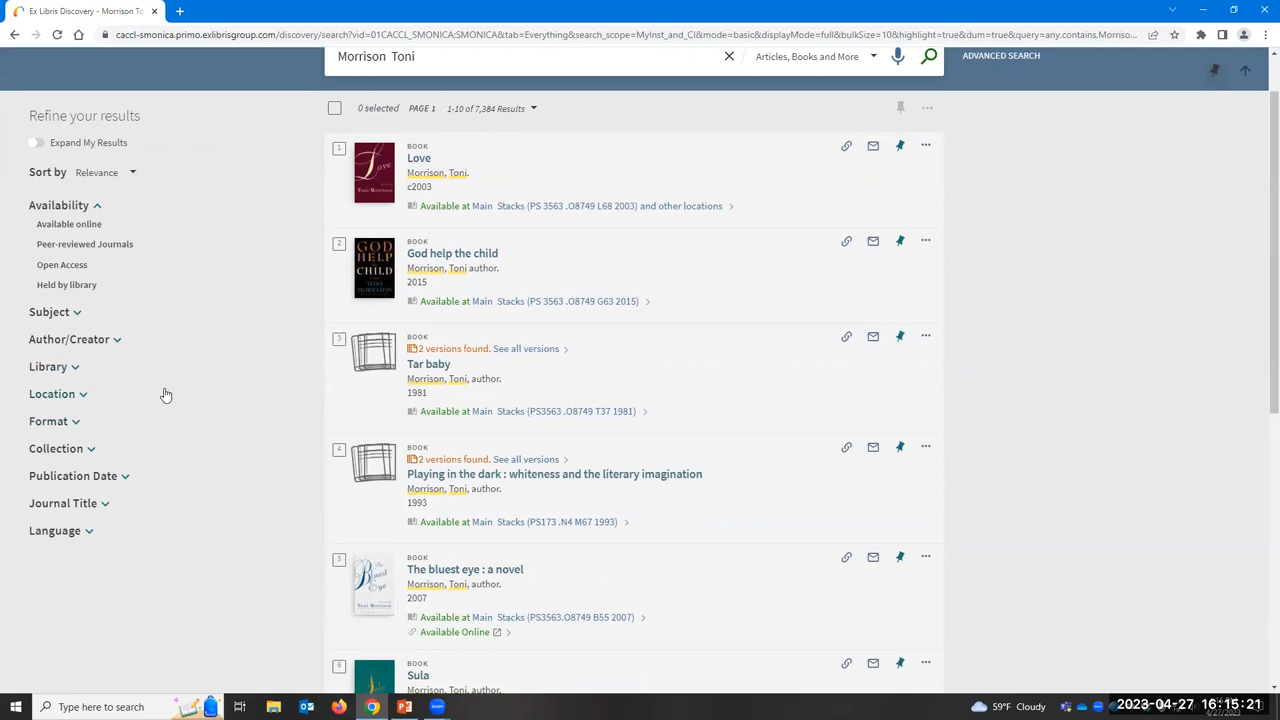 Ex Libris Discovery - Morrison To
caccl-smonica.primo.exlibrisgroup.com/discovery/search?vid=01CACCL_SMONICA:SMONICA&tab=Everything&search_scope=MyInst_and_CI&mode=basic&displayMode=full&bulkSize=10&highlight=true&dum=true&query=any,contains,Morriso...
Morrison Toni
Articles, Books and More
ADVANCED SEARCH
Refine your results
Expand My Results
Sort by Relevance
Availability
Available online
Peer-reviewed Journals
Open Access
Held by library
Subject
Author/Creator
Library
Location
Format
Collection
Publication Date
Journal Title
Language
0 selected PAGE 1 1-10 of 7,384 Results
1
BOOK
Love
Morrison, Toni.
c2003
Available at Main Stacks (PS 3563 .O8749 L68 2003) and other locations
2
GOD
HELP
THE
CHILD
BOOK
God help the child
Morrison, Toni author.
2015
Available at Main Stacks (PS 3563 .O8749 G63 2015)
3
BOOK
2 versions found. See all versions
Tar baby
Morrison, Toni, author.
1981
Available at Main Stacks (PS3563 .O8749 T37 1981)
4
BOOK
2 versions found. See all versions
Playing in the dark : whiteness and the literary imagination
Morrison, Toni, author.
1993
Available at Main Stacks (PS173 .N4 M67 1993)
5
The
Bluest
Eye
BOOK
The bluest eye : a novel
Morrison, Toni, author.
2007
Available at Main Stacks (PS3563.O8749 B55 2007)
Available Online
6
BOOK
Sula
Morrison, Toni, author.
Type here to search
59°F Cloudy
2023-04-27 16:15:21